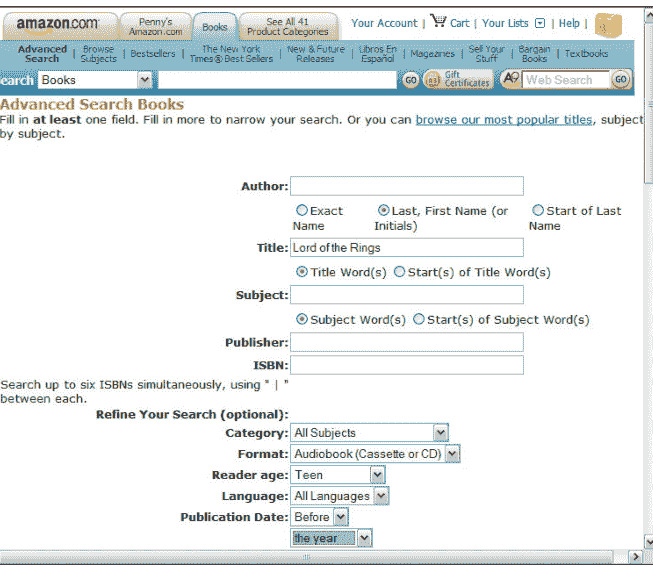 amazon.com
Penny's
Amazon.com
Books
See All 41
Product Categories
Your Account | Cart | Your Lists | Help |
Advanced
Search | Browse
Subjects | Bestsellers | The New York
Times® Best Sellers | New & Future
Releases | Libros En
Español | Magazines | Sell Your
Stuff | Bargain
Books | Textbooks
earch Books GO Gift
Certificates A9 Web Search GO
Advanced Search Books
Fill in at least one field. Fill in more to narrow your search. Or you can browse our most popular titles, subject
by subject.
Author:
Exact
Name
Last, First Name (or
Initials)
Start of Last
Name
Title: Lord of the Rings
Title Word(s) Start(s) of Title Word(s)
Subject:
Subject Word(s) Start(s) of Subject Word(s)
Publisher:
ISBN:
Search up to six ISBNs simultaneously, using " | "
between each.
Refine Your Search (optional):
Category: All Subjects
Format: Audiobook (Cassette or CD)
Reader age: Teen
Language: All Languages
Publication Date: Before
the year